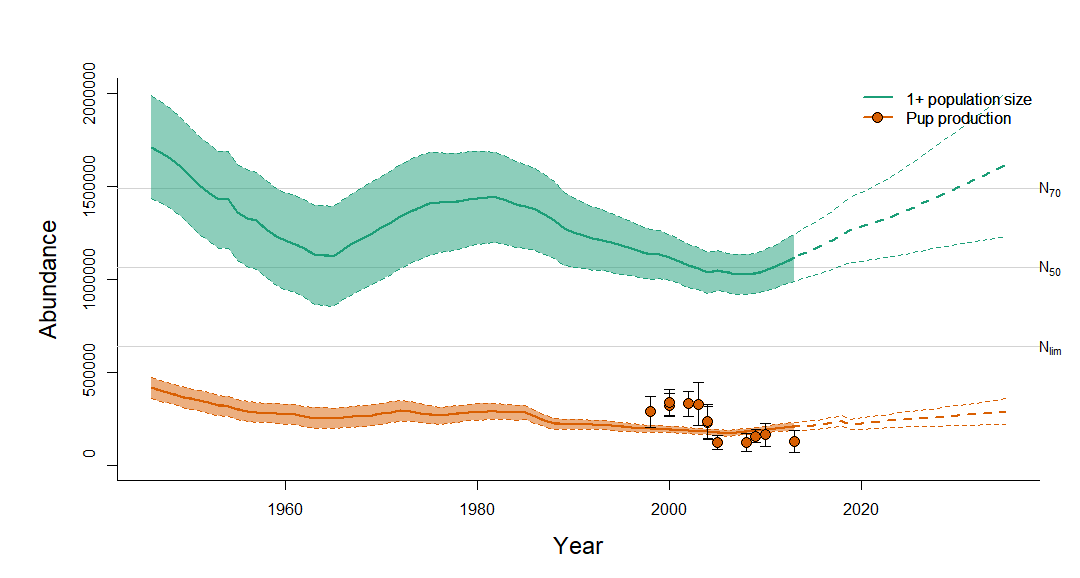 1+ population size
Pup production
2000000
1500000
1000000
500000
0
Abundance
N70
N50
Nlim
1960
1980
2000
2020
Year